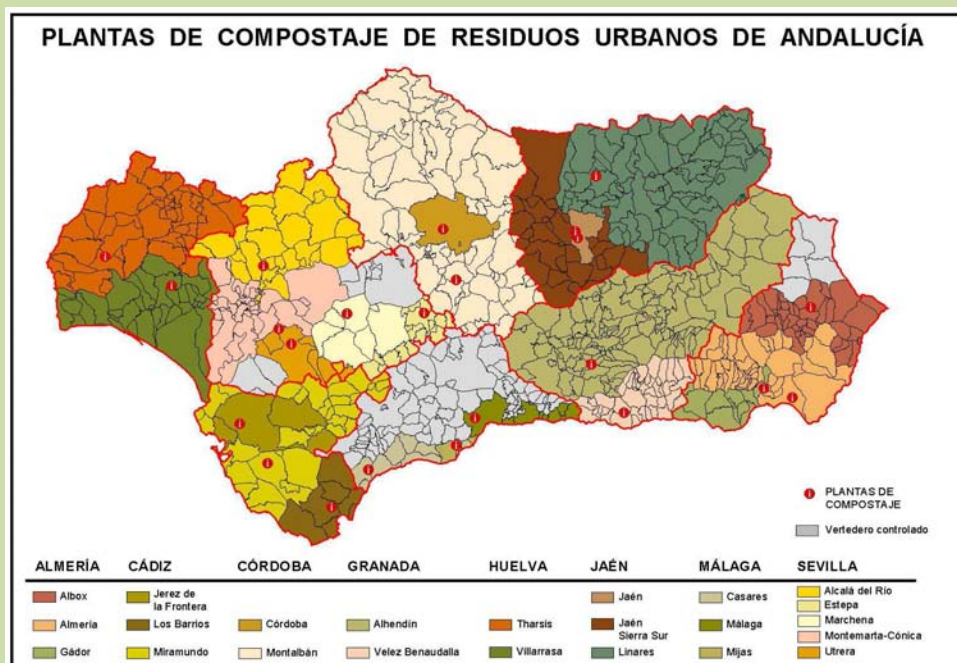 PLANTAS DE COMPOSTAJE DE RESIDUOS URBANOS DE ANDALUCÍA
PLANTAS DE
COMPOSTAJE
Vertedero controlado
ALMERÍA CÁDIZ CÓRDOBA GRANADA HUELVA JAÉN MÁLAGA SEVILLA
Albox
Almería
Gádor
Jerez de
la Frontera
Los Barrios
Miramundo
Córdoba
Montalbán
Alhendín
Velez Benaudalla
Tharsis
Villarrasa
Jaén
Jaén
Sierra Sur
Linares
Casares
Málaga
Mijas
Alcalá del Río
Estepa
Marchena
Montemarta-Cónica
Utrera